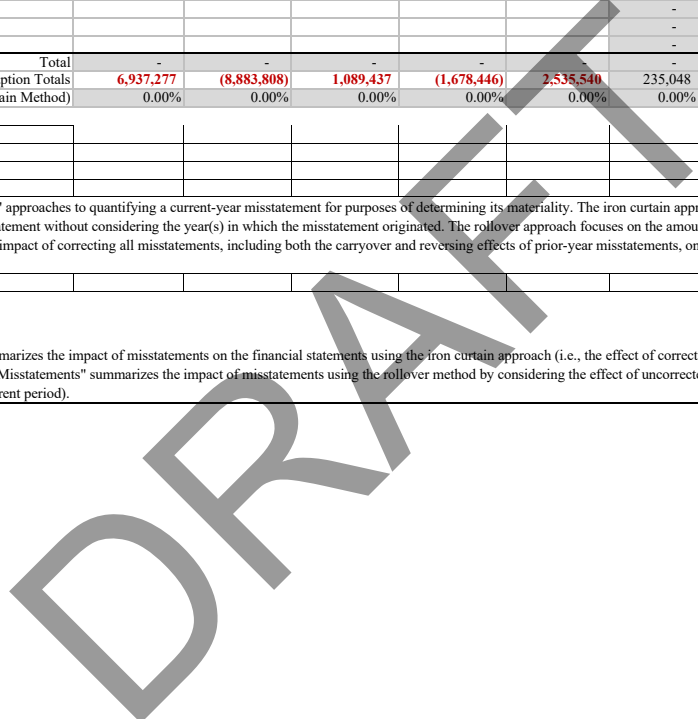 -
-
-
Total - - - - - -
ption Totals 6,937,277 (8,883,808) 1,089,437 (1,678,446) 2,535,540 235,048
ain Method) 0.00% 0.00% 0.00% 0.00% 0.00% 0.00%
" approaches to quantifying a current-year misstatement for purposes of determining its materiality. The iron curtain appr
tement without considering the year(s) in which the misstatement originated. The rollover approach focuses on the amou
impact of correcting all misstatements, including both the carryover and reversing effects of prior-year misstatements, on
marizes the impact of misstatements on the financial statements using the iron curtain approach (i.e., the effect of correct
Misstatements" summarizes the impact of misstatements using the rollover method by considering the effect of uncorrecte
rent period).
DRAFT